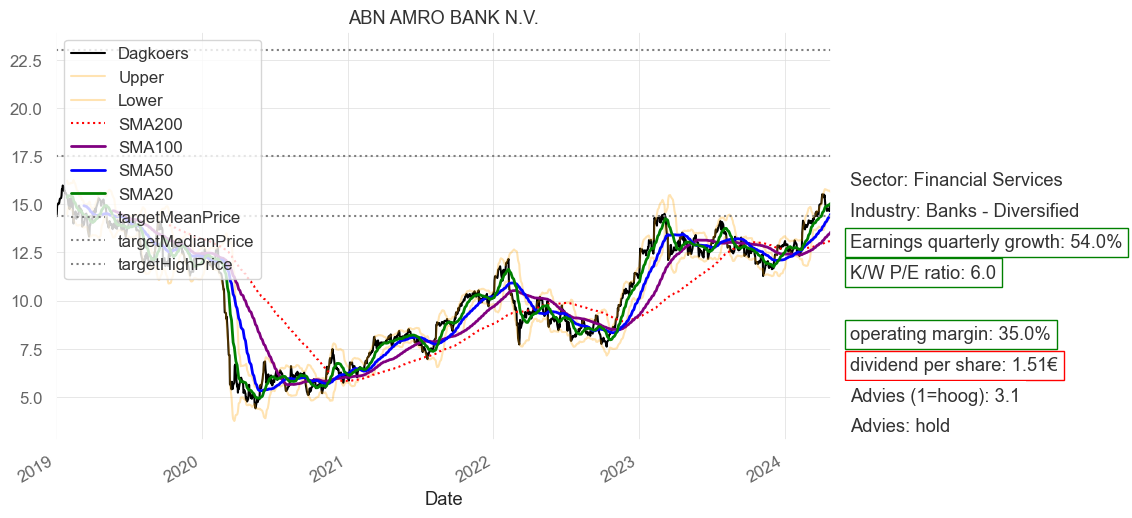 ABN AMRO BANK N.V.
22.5
20.0
17.5
15.0
12.5
10.0
7.5
5.0
Dagkoers
Upper
Lower
SMA200
SMA100
SMA50
SMA20
targetMeanPrice
targetMedianPrice
targetHighPrice
2019
2020
2021
2022
2023
2024
Date
Sector: Financial Services
Industry: Banks - Diversified
Earnings quarterly growth: 54.0%
K/W P/E ratio: 6.0
operating margin: 35.0%
dividend per share: 1.51€
Advies (1=hoog): 3.1
Advies: hold